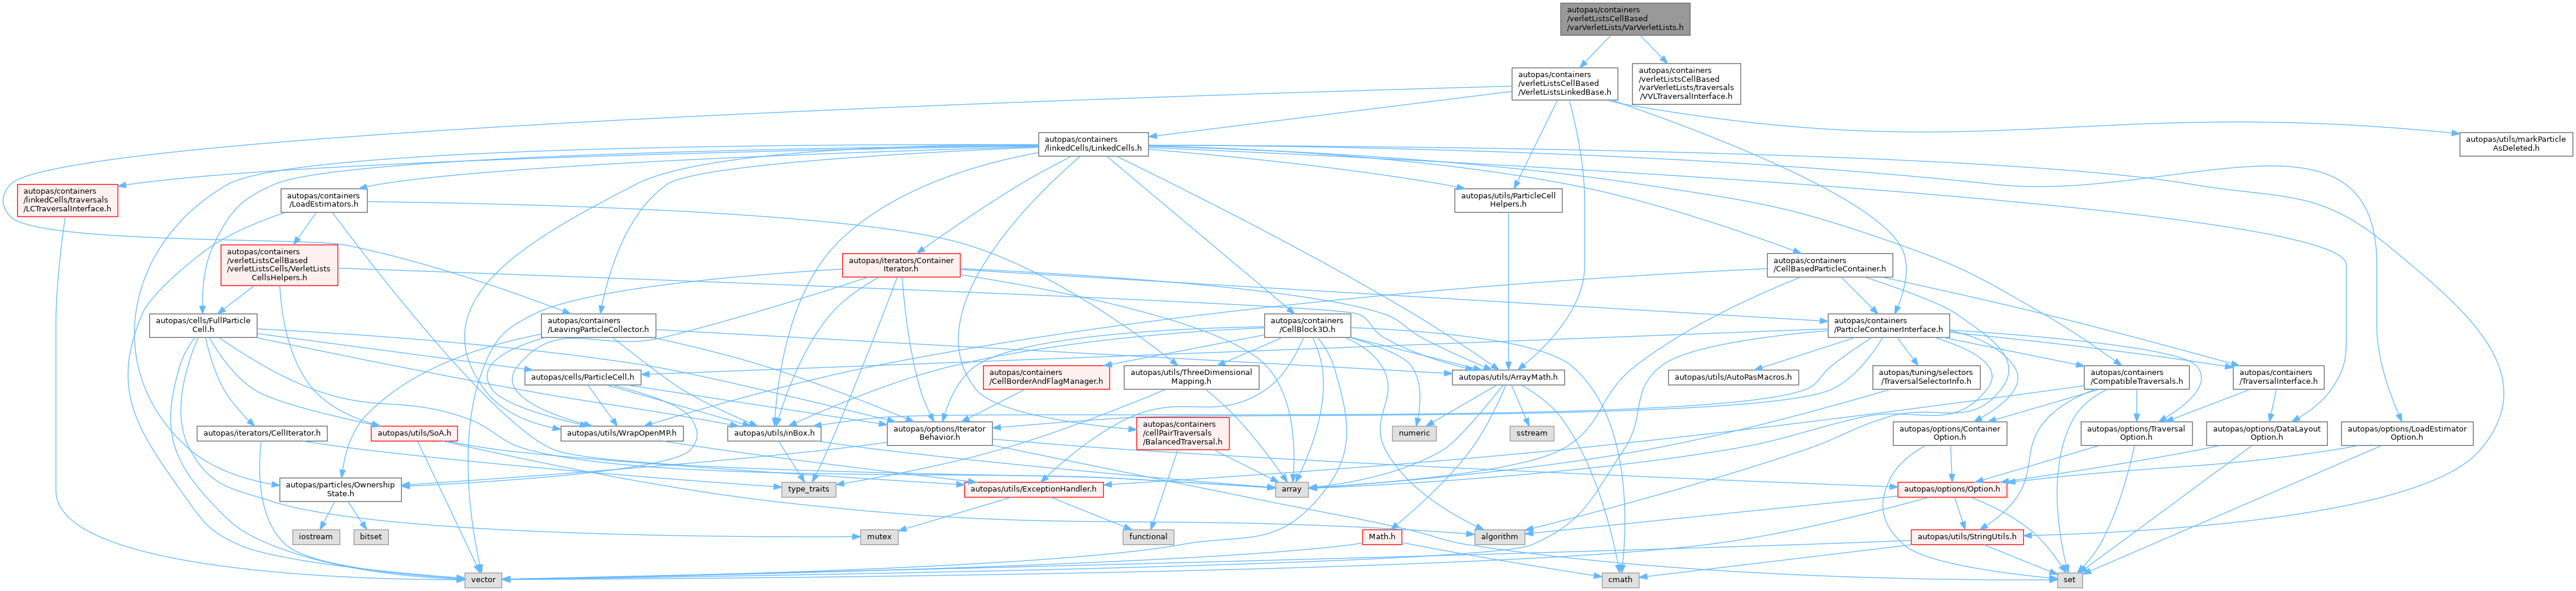 autopas/containers
/verletListsCellBased
/varVerletLists/VarVerletLists.h
autopas/containers
/verletListsCellBased
/VerletListsLinkedBase.h
autopas/containers
/verletListsCellBased
/varVerletLists/traversals
/VVLTraversalInterface.h
autopas/containers
/linkedCells/LinkedCells.h
autopas/utils/markParticle
AsDeleted.h
autopas/containers
/linkedCells/traversals
/LCTraversalInterface.h
autopas/containers
/LoadEstimators.h
autopas/utils/ParticleCell
Helpers.h
autopas/containers
/verletListsCellBased
/verletListsCells/VerletLists
CellsHelpers.h
autopas/iterators/Container
Iterator.h
autopas/containers
/CellBasedParticleContainer.h
autopas/cells/FullParticle
Cell.h
autopas/containers
/LeavingParticleCollector.h
autopas/containers
/CellBlock3D.h
autopas/containers
/ParticleContainerInterface.h
autopas/cells/ParticleCell.h
autopas/containers
/CellBorderAndFlagManager.h
autopas/utils/ThreeDimensional
Mapping.h
autopas/utils/ArrayMath.h
autopas/utils/AutoPasMacros.h
autopas/tuning/selectors
/TraversalSelectorInfo.h
autopas/containers
/CompatibleTraversals.h
autopas/containers
/TraversalInterface.h
autopas/iterators/CellIterator.h
autopas/utils/SoA.h
autopas/utils/WrapOpenMP.h
autopas/utils/inBox.h
autopas/options/Iterator
Behavior.h
autopas/containers
/cellPairTraversals
/BalancedTraversal.h
numeric
sstream
autopas/options/Container
Option.h
autopas/options/Traversal
Option.h
autopas/options/DataLayout
Option.h
autopas/options/LoadEstimator
Option.h
autopas/particles/Ownership
State.h
type_traits
autopas/utils/ExceptionHandler.h
array
autopas/options/Option.h
iostream
bitset
mutex
functional
Math.h
algorithm
autopas/utils/StringUtils.h
vector
cmath
set